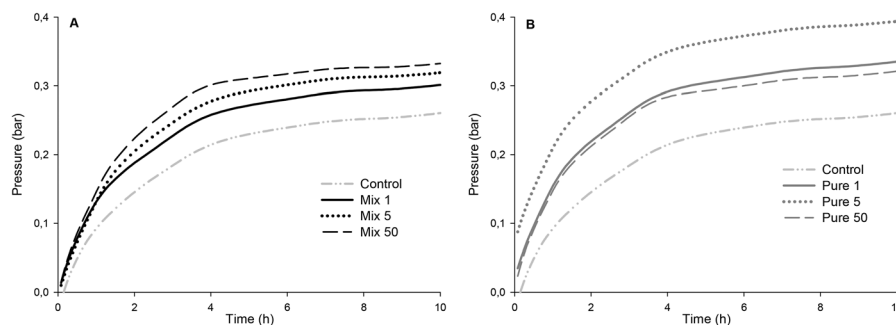 A
Pressure (bar)
0,4
0,3
0,2
0,1
0,0
Control
Mix 1
Mix 5
Mix 50
0 2 4 6 8 10
Time (h)
B
Pressure (bar)
0,4
0,3
0,2
0,1
0,0
Control
Pure 1
Pure 5
Pure 50
0 2 4 6 8
Time (h)